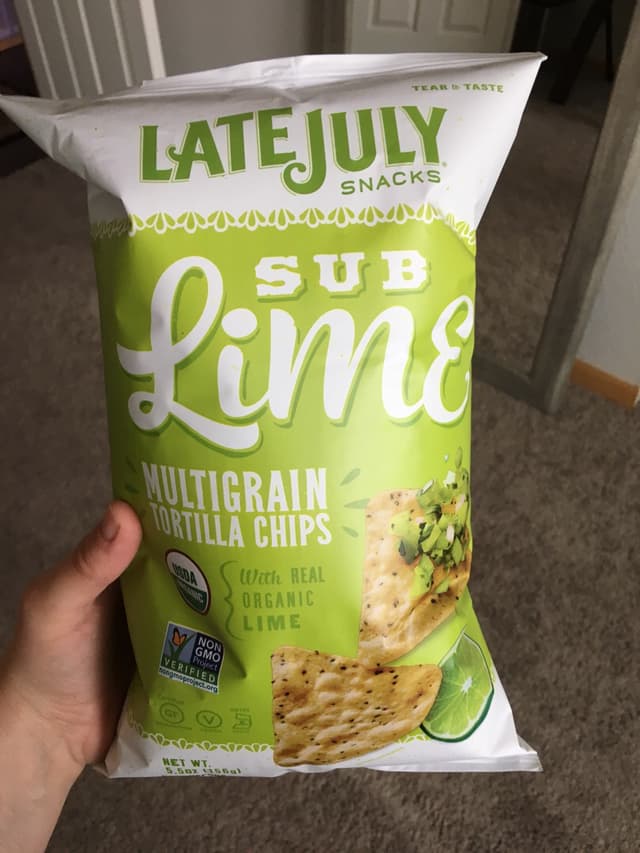 TEAR & TASTE
LATE JULY
SNACKS
SUB
Lime
MULTIGRAIN
TORTILLA CHIPS
With REAL
ORGANIC
LIME
USDA
ORGANIC
NON
GMO
Project
VERIFIED
nongmoproject.org
GF
V
NET WT.
5.5OZ (156g)